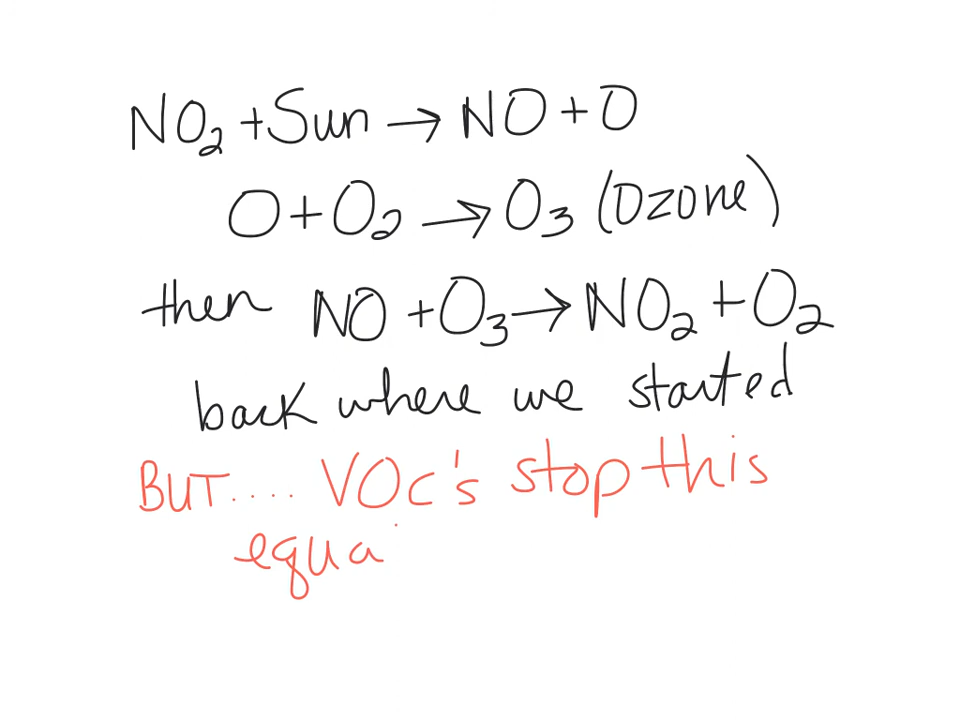 NO₂ + Sun → NO + O
O + O₂ → O₃ (Ozone)
then NO + O₃ → NO₂ + O₂
back where we started
BUT.... VOC's stop this
equa